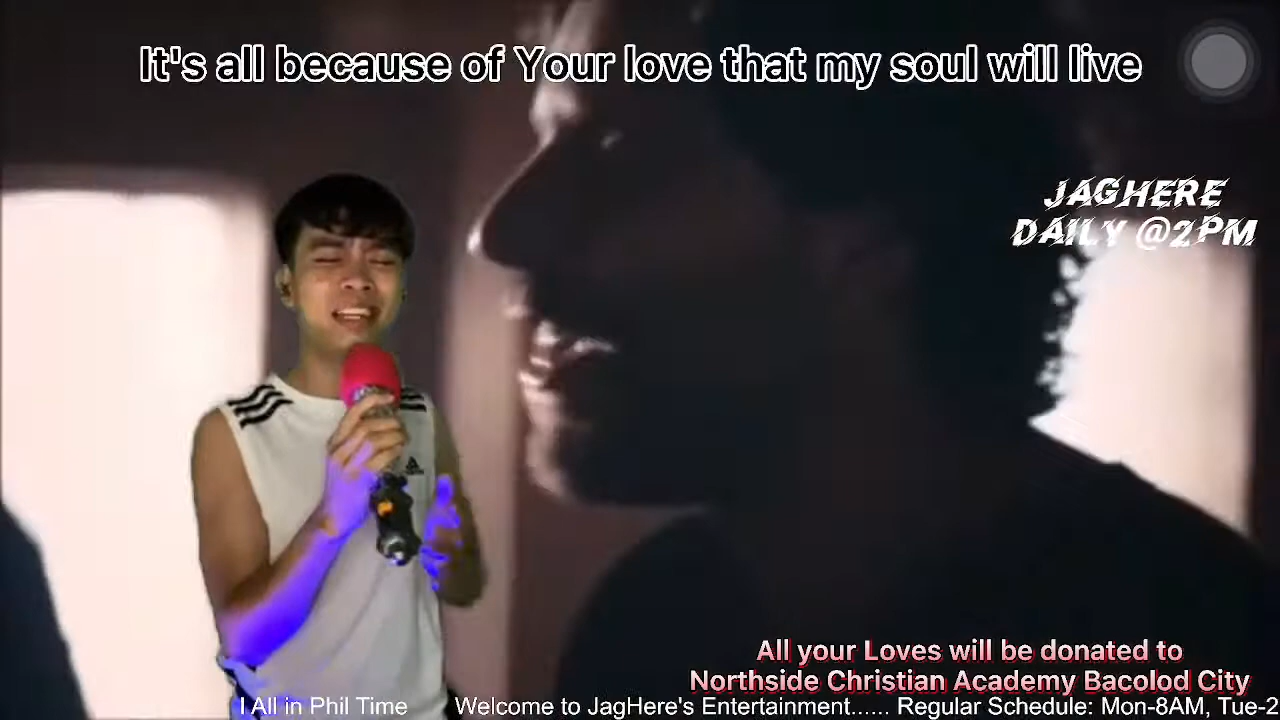 It's all because of Your love that my soul will live
JAGHERE
DAILY @2PM
All your Loves will be donated to
Northside Christian Academy Bacolod City
I All in Phil Time Welcome to JagHere's Entertainment...... Regular Schedule: Mon-8AM, Tue-2